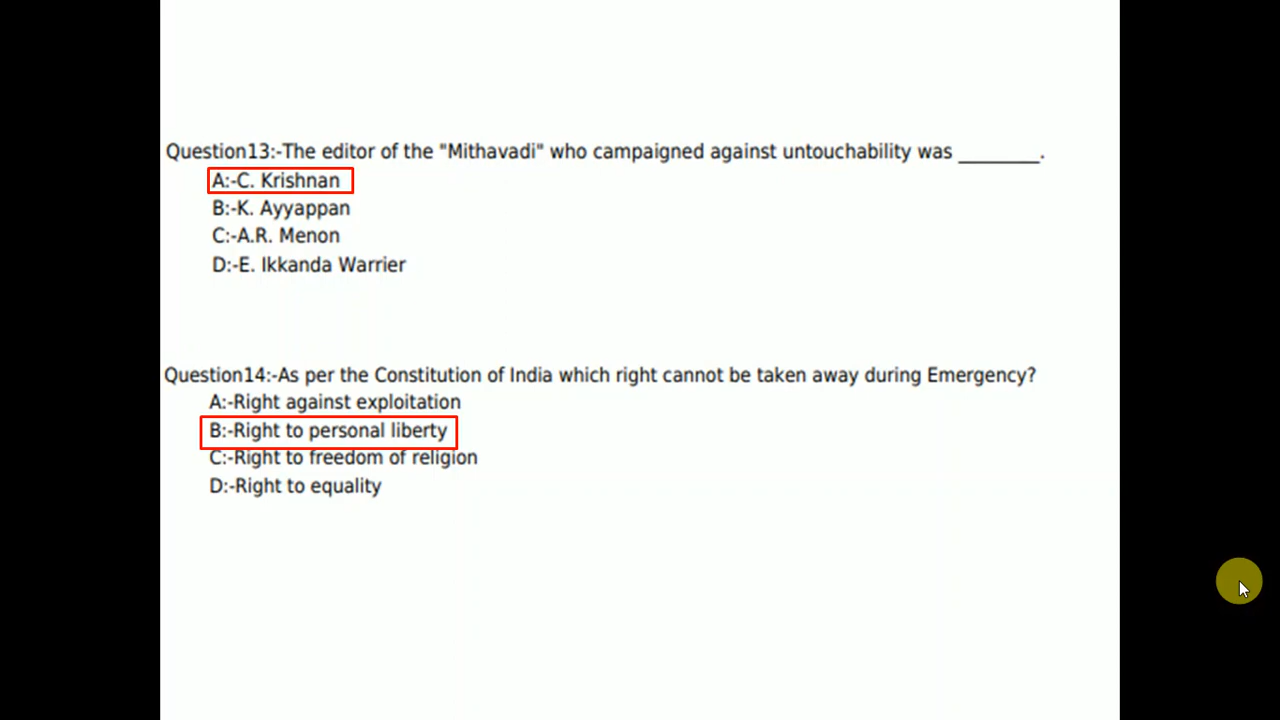 Question13:-The editor of the "Mithavadi" who campaigned against untouchability was ________.
A:-C. Krishnan
B:-K. Ayyappan
C:-A.R. Menon
D:-E. Ikkanda Warrier
Question14:-As per the Constitution of India which right cannot be taken away during Emergency?
A:-Right against exploitation
B:-Right to personal liberty
C:-Right to freedom of religion
D:-Right to equality